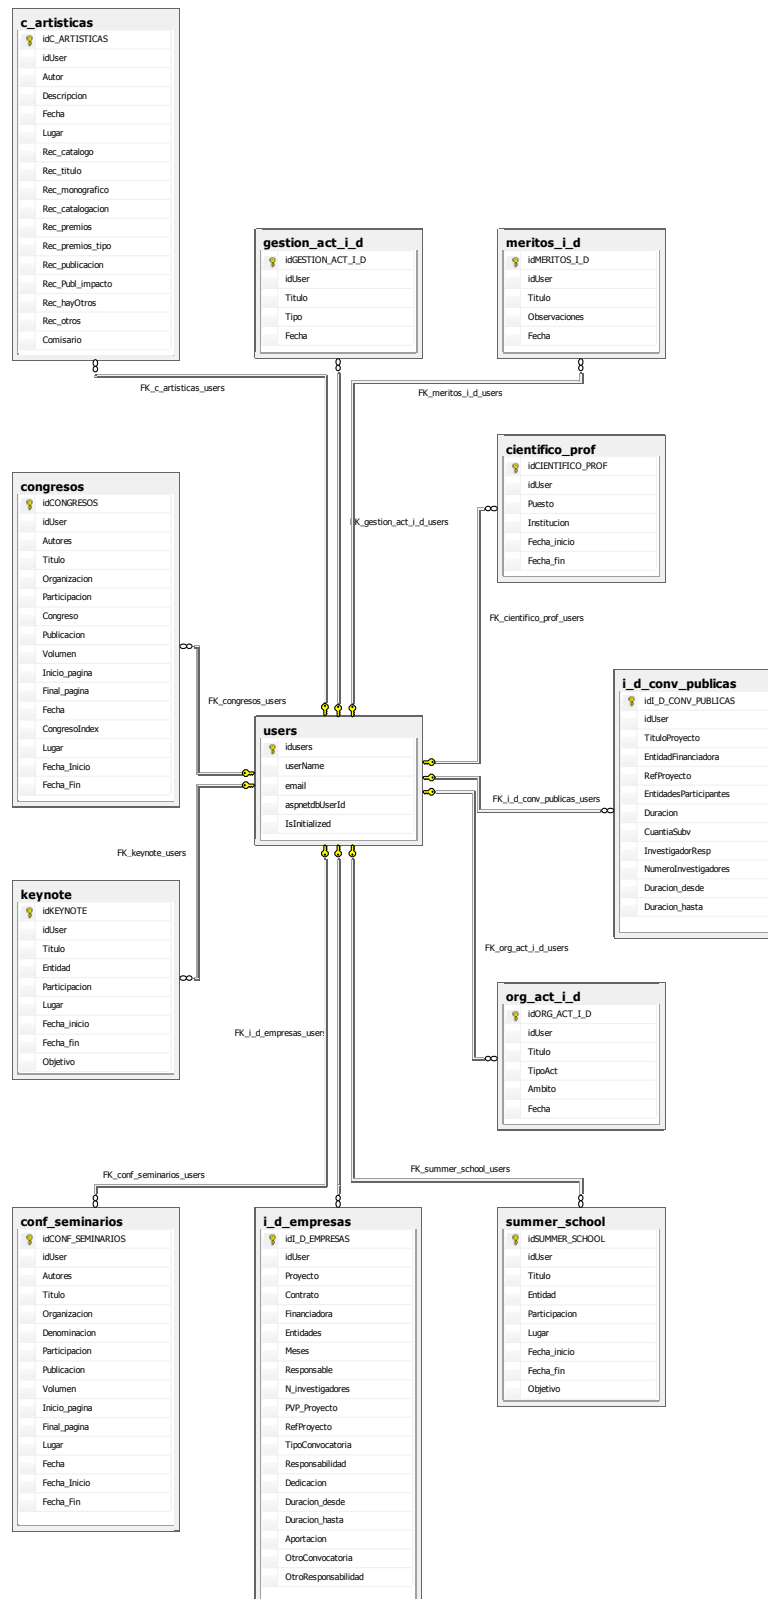 c_artisticas
idC_ARTISTICAS
idUser
Autor
Descripcion
Fecha
Lugar
Rec_catalogo
Rec_titulo
Rec_monografico
Rec_catalogacion
Rec_premios
Rec_premios_tipo
Rec_publicacion
Rec_Publ_impacto
Rec_hayOtros
Rec_otros
Comisario
gestion_act_i_d
idGESTION_ACT_I_D
idUser
Titulo
Tipo
Fecha
meritos_i_d
idMERITOS_I_D
idUser
Titulo
Observaciones
Fecha
FK_c_artisticas_users
FK_meritos_i_d_users
cientifico_prof
idCIENTIFICO_PROF
idUser
Puesto
Institucion
Fecha_inicio
Fecha_fin
congresos
idCONGRESOS
idUser
Autores
Titulo
Organizacion
Participacion
Congreso
Publicacion
Volumen
Inicio_pagina
Final_pagina
Fecha
CongresoIndex
Lugar
Fecha_Inicio
Fecha_Fin
FK_gestion_act_i_d_users
FK_cientifico_prof_users
FK_congresos_users
users
idusers
userName
email
aspnetdbUserId
IsInitialized
i_d_conv_publicas
idI_D_CONV_PUBLICAS
idUser
TituloProyecto
EntidadFinanciadora
RefProyecto
EntidadesParticipantes
Duracion
CuantiaSubv
InvestigadorResp
NumeroInvestigadores
Duracion_desde
Duracion_hasta
FK_i_d_conv_publicas_users
FK_keynote_users
keynote
idKEYNOTE
idUser
Titulo
Entidad
Participacion
Lugar
Fecha_inicio
Fecha_fin
Objetivo
FK_org_act_i_d_users
FK_i_d_empresas_users
org_act_i_d
idORG_ACT_I_D
idUser
Titulo
TipoAct
Ambito
Fecha
FK_conf_seminarios_users
FK_summer_school_users
conf_seminarios
idCONF_SEMINARIOS
idUser
Autores
Titulo
Organizacion
Denominacion
Participacion
Publicacion
Volumen
Inicio_pagina
Final_pagina
Lugar
Fecha
Fecha_Inicio
Fecha_Fin
i_d_empresas
idI_D_EMPRESAS
idUser
Proyecto
Contrato
Financiadora
Entidades
Meses
Responsable
N_investigadores
PVP_Proyecto
RefProyecto
TipoConvocatoria
Responsabilidad
Dedicacion
Duracion_desde
Duracion_hasta
Aportacion
OtroConvocatoria
OtroResponsabilidad
summer_school
idSUMMER_SCHOOL
idUser
Titulo
Entidad
Participacion
Lugar
Fecha_inicio
Fecha_fin
Objetivo